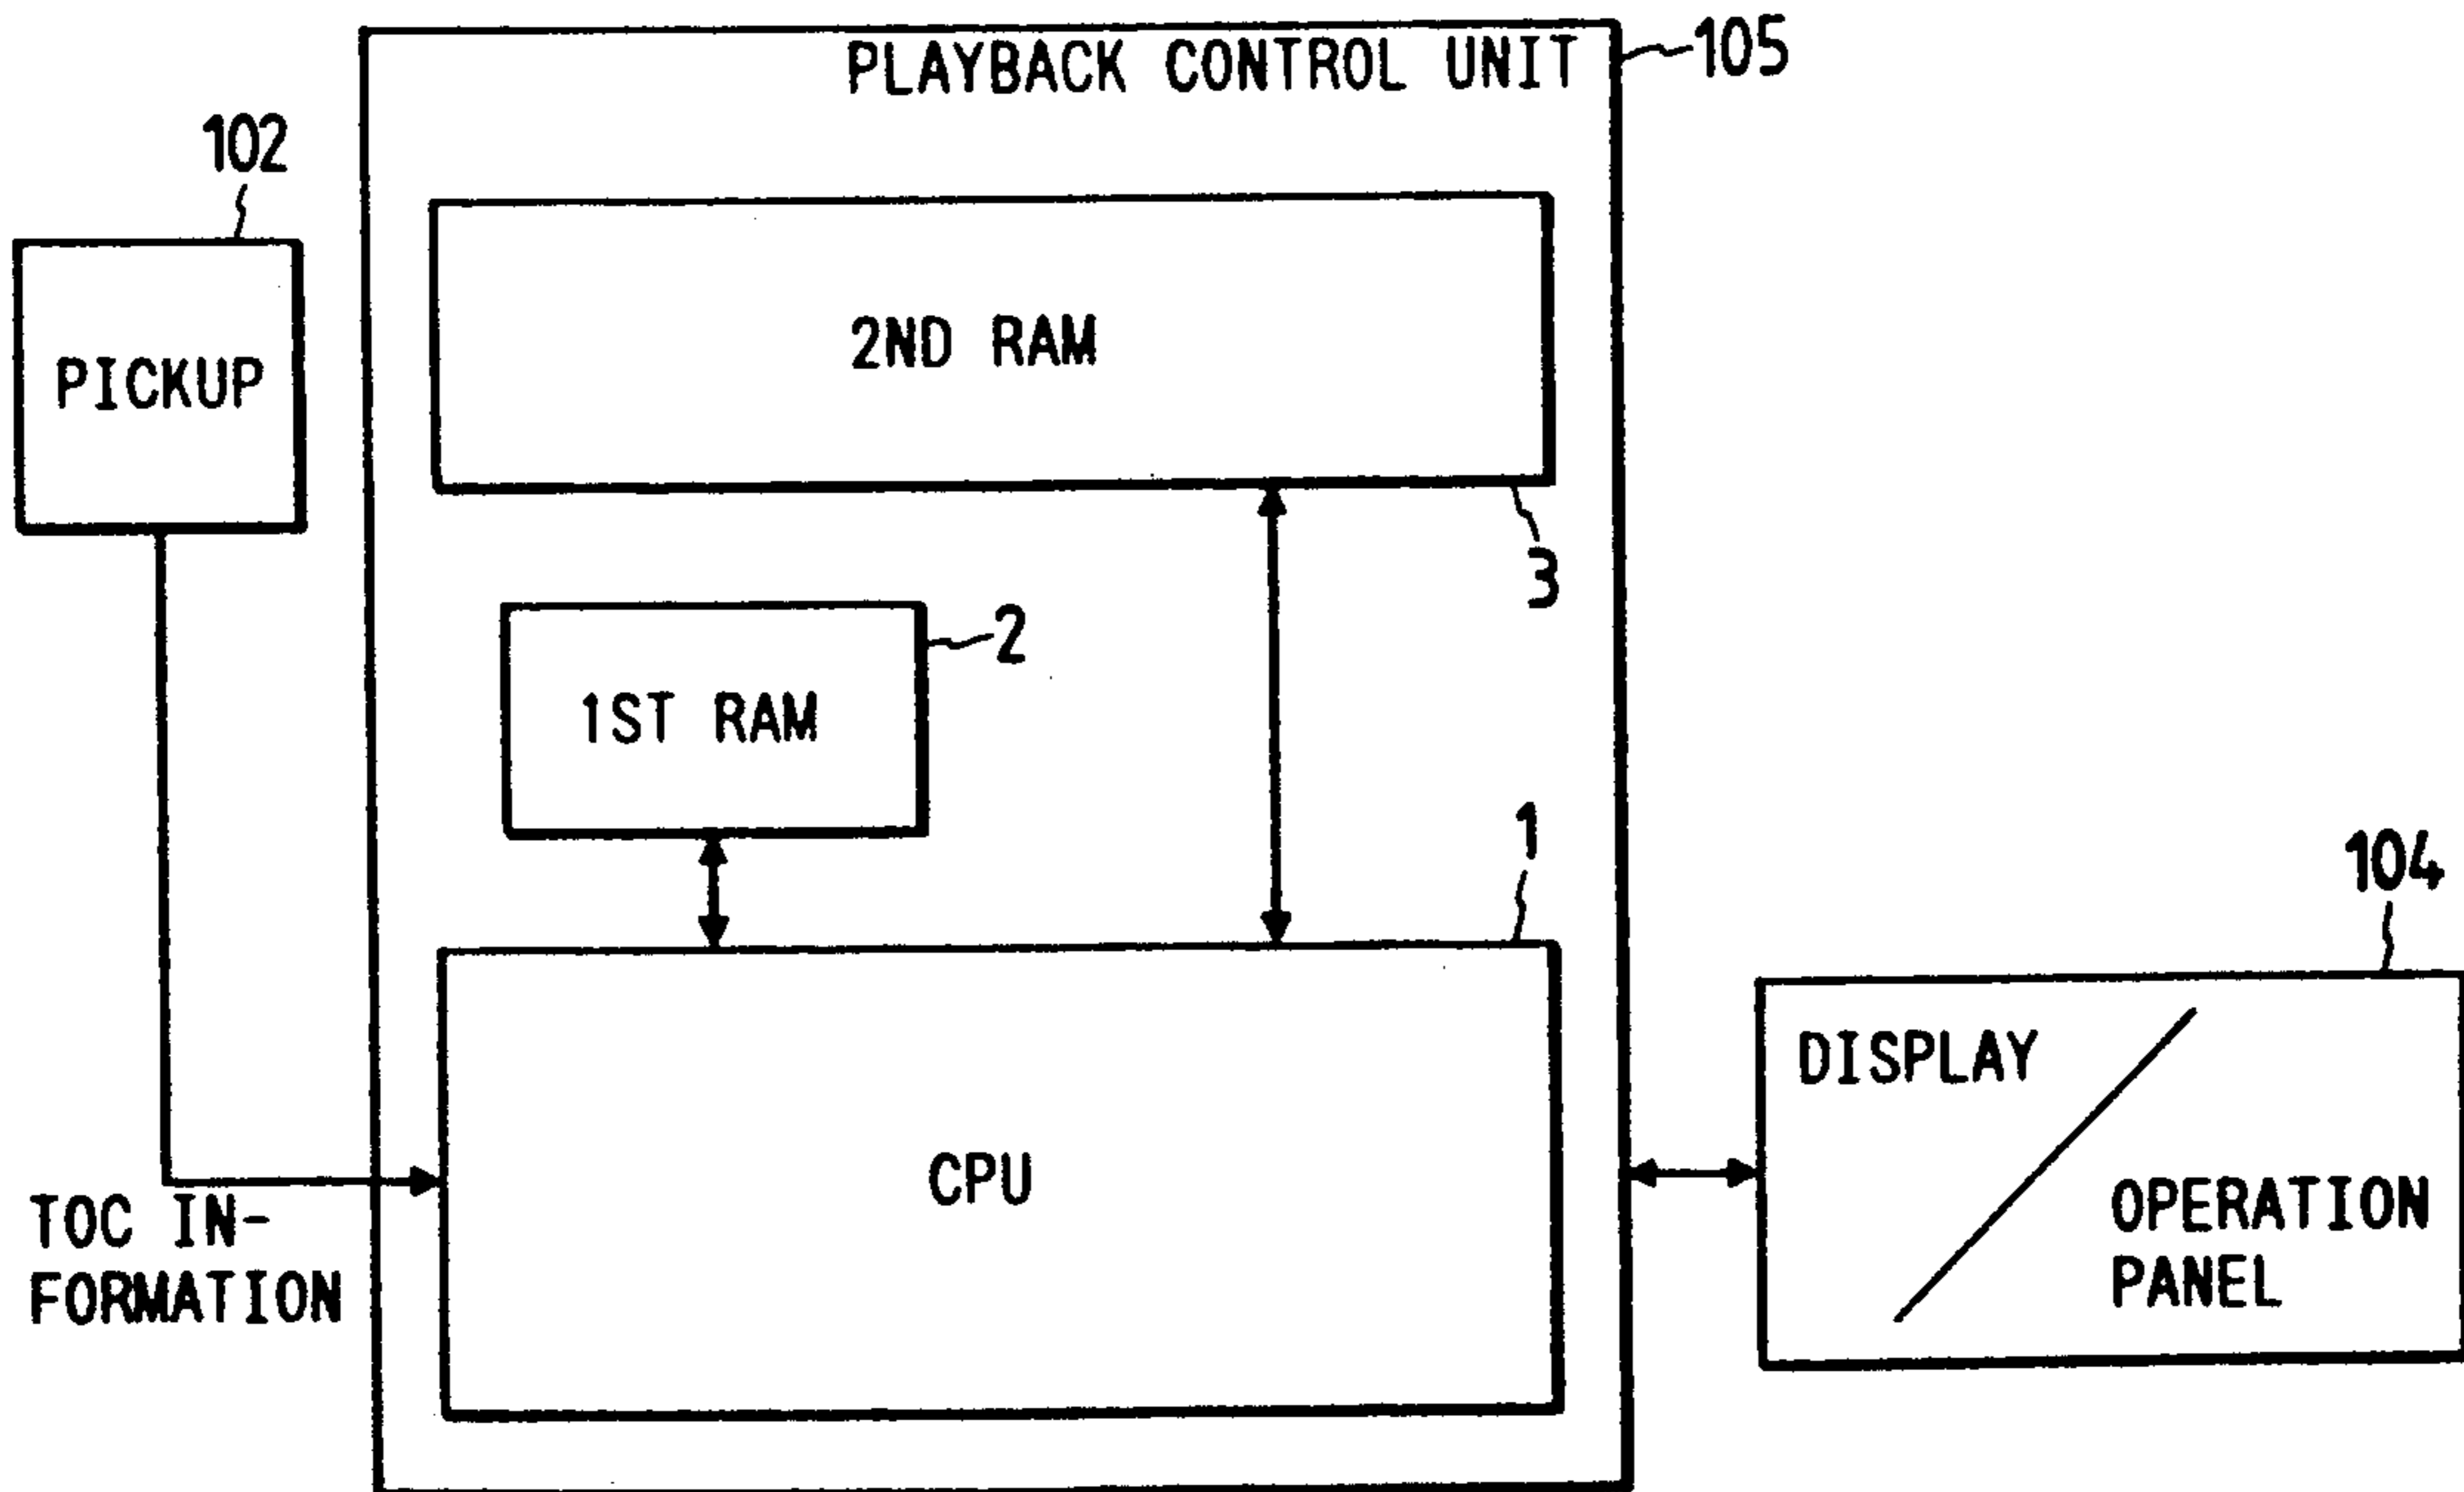 PLAYBACK CONTROL UNIT
105
102
PICKUP
2ND RAM
3
2
1ST RAM
1
104
CPU
DISPLAY
OPERATION
PANEL
TOC IN-
FORMATION